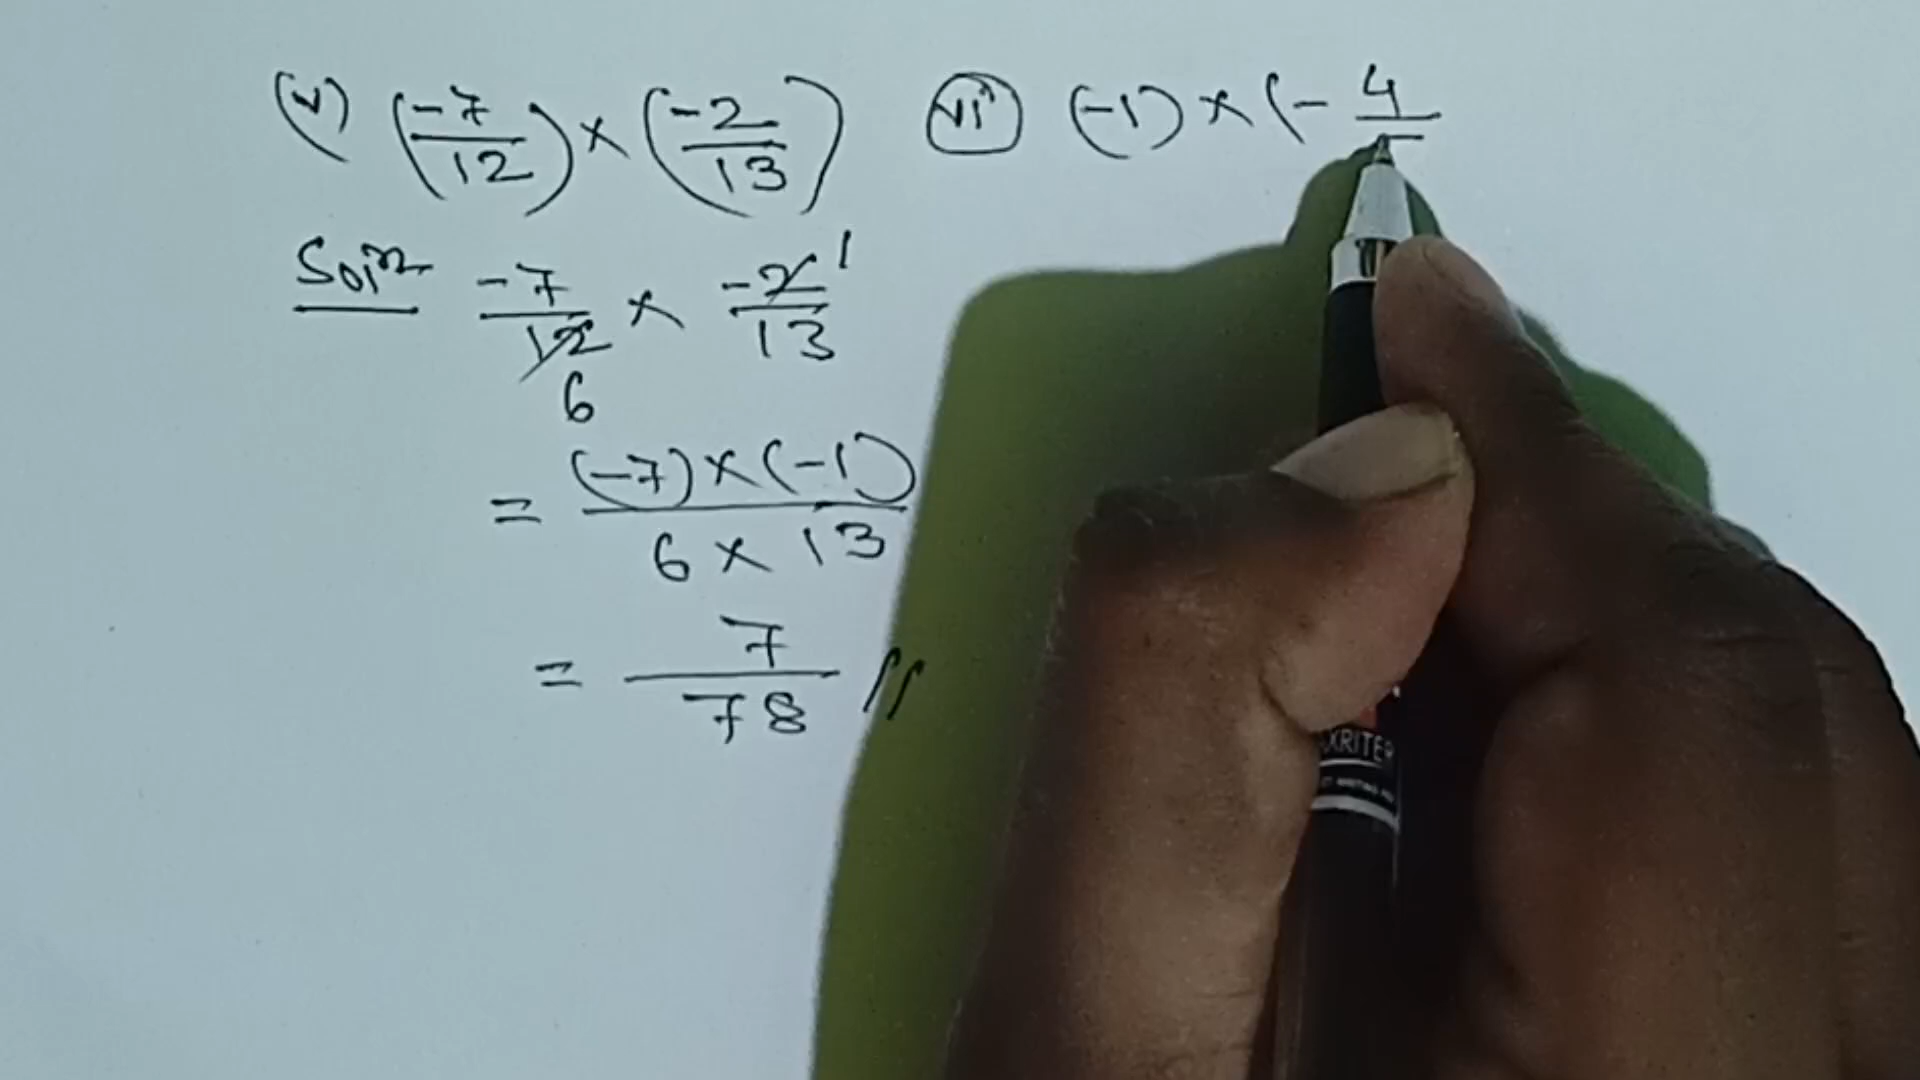 (v) (-7/12) × (-2/13)
Solⁿ -7/12 × -2/13 1
6
= (-7)×(-1)/6 × 13
= 7/78 //
(vi) (-1) × (- 4/
XRITER